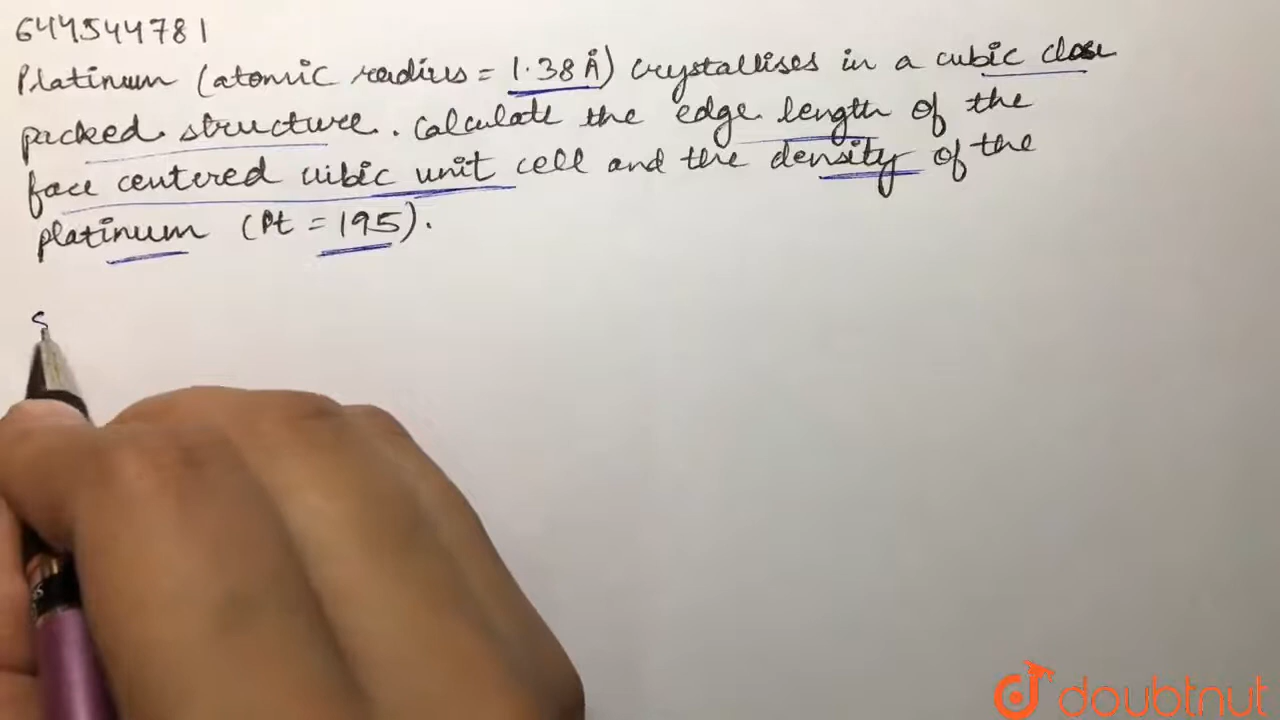 644544781
Platinum (atomic radius = 1.38 Å) crystallises in a cubic close
packed structure. Calculate the edge length of the
face centered cubic unit cell and the density of the
platinum (Pt = 195).
S
doubtnut